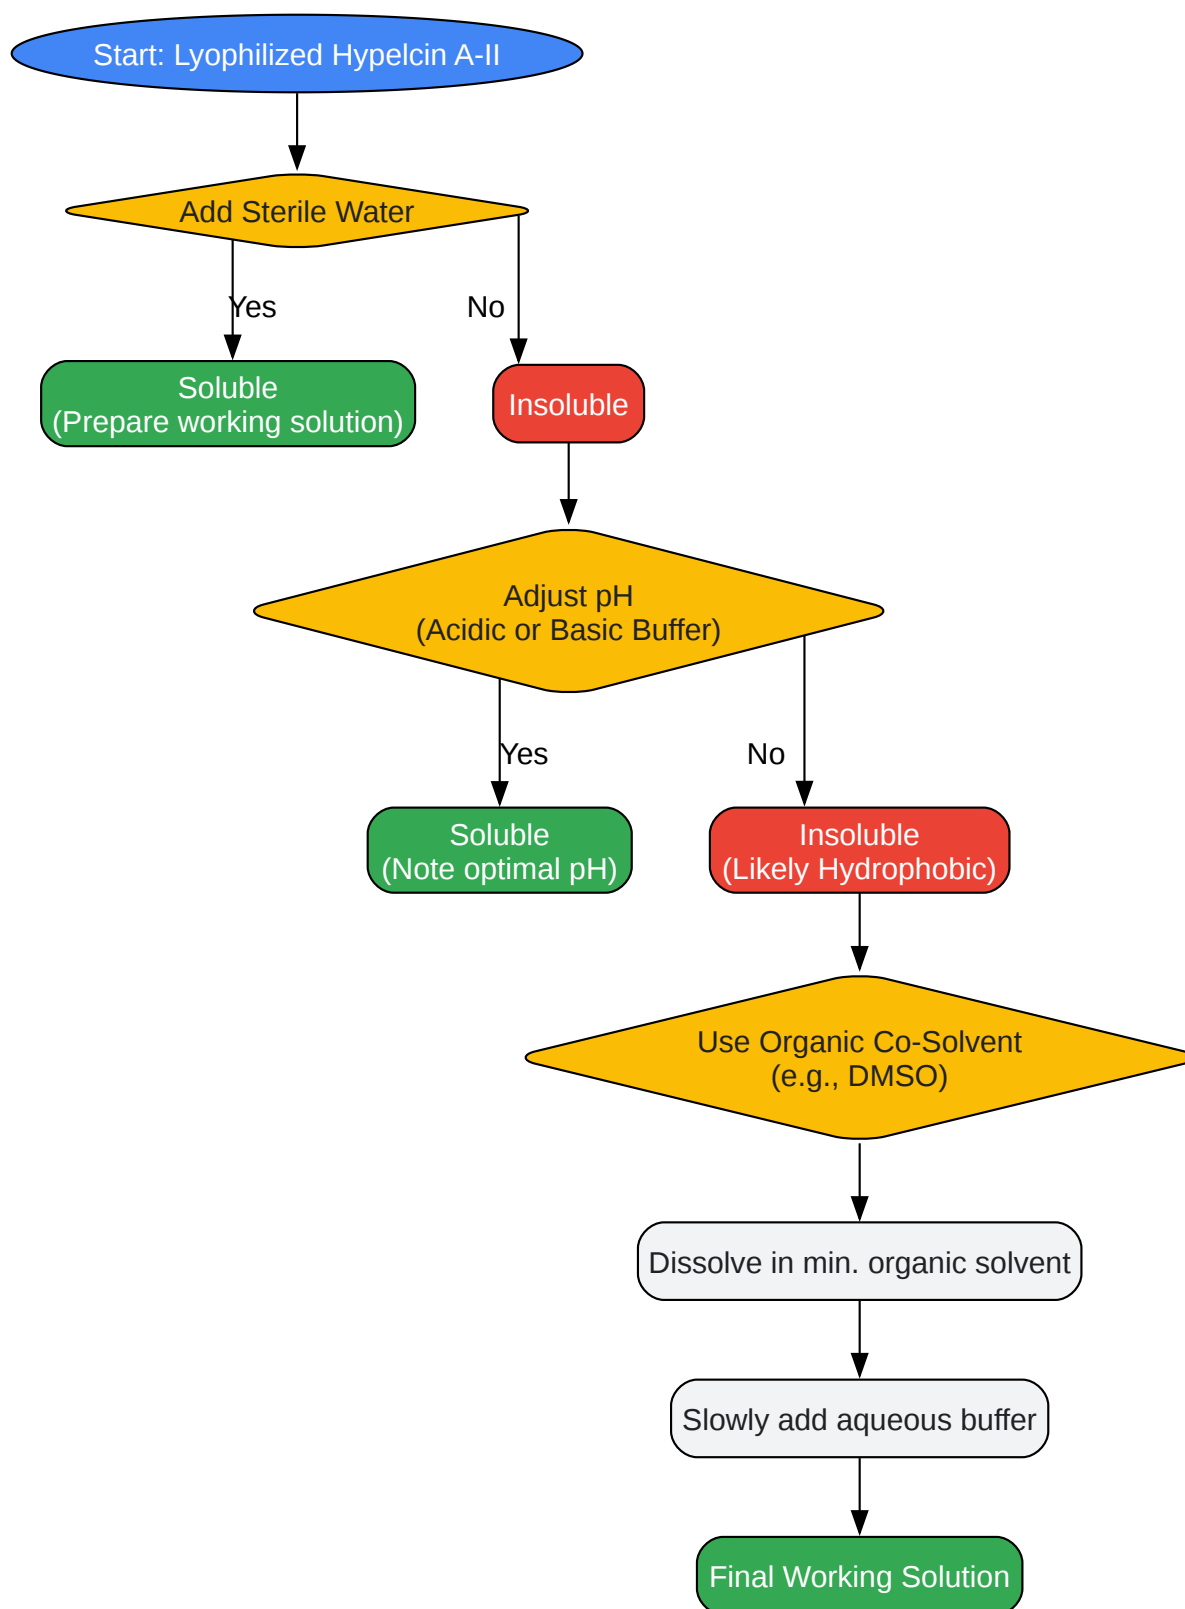 Start: Lyophilized Hypelcin A-II
Add Sterile Water
Yes
No
Soluble
(Prepare working solution)
Insoluble
Adjust pH
(Acidic or Basic Buffer)
Yes
No
Soluble
(Note optimal pH)
Insoluble
(Likely Hydrophobic)
Use Organic Co-Solvent
(e.g., DMSO)
Dissolve in min. organic solvent
Slowly add aqueous buffer
Final Working Solution